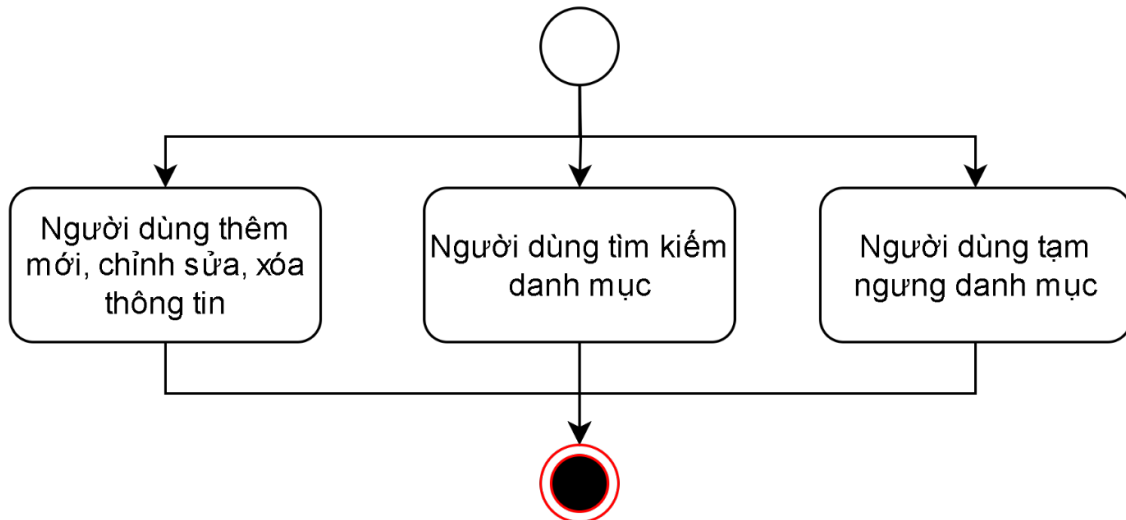 Người dùng thêm
mới, chỉnh sửa, xóa
thông tin
Người dùng tìm kiếm
danh mục
Người dùng tạm
ngưng danh mục